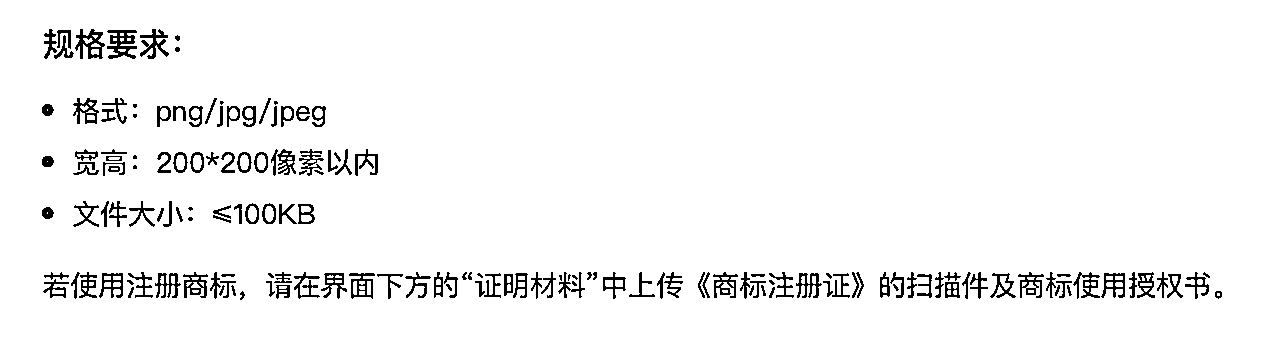 规格要求：
• 格式：png/jpg/jpeg
• 宽高：200*200像素以内
• 文件大小：≤100KB
若使用注册商标，请在界面下方的“证明材料”中上传《商标注册证》的扫描件及商标使用授权书。